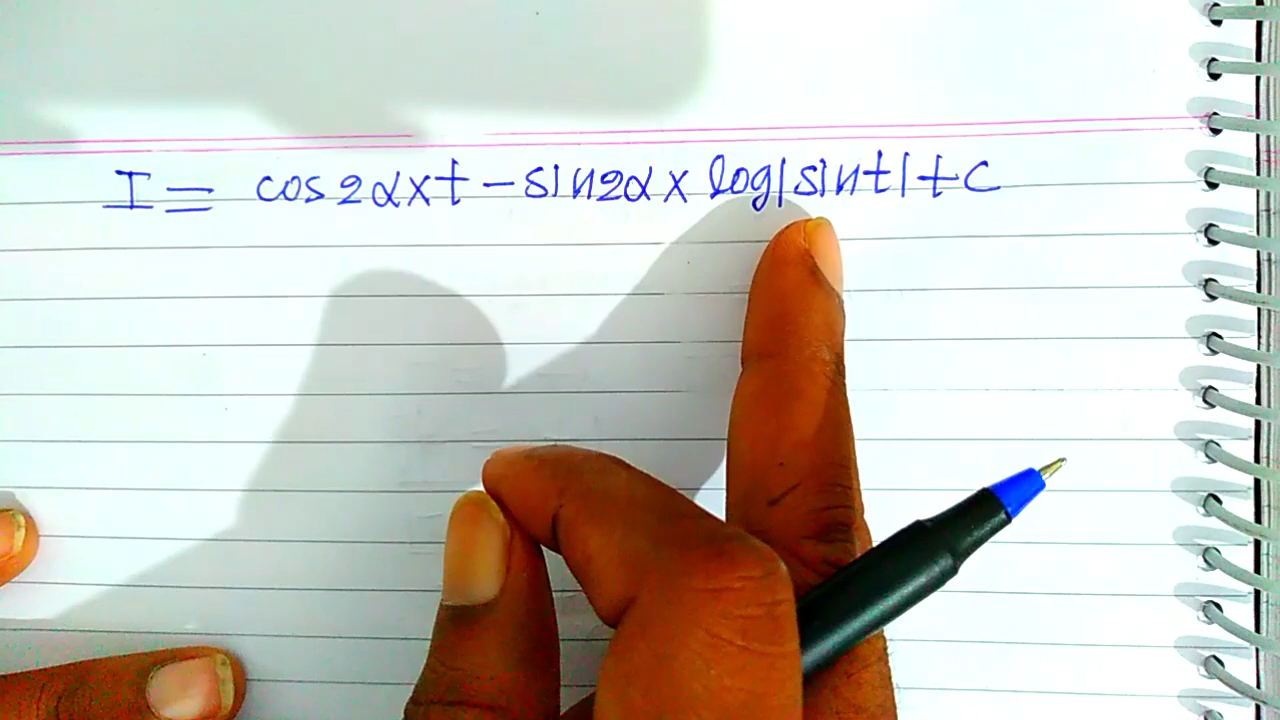 I = cos2αxt - sin2αx log|sint|+c